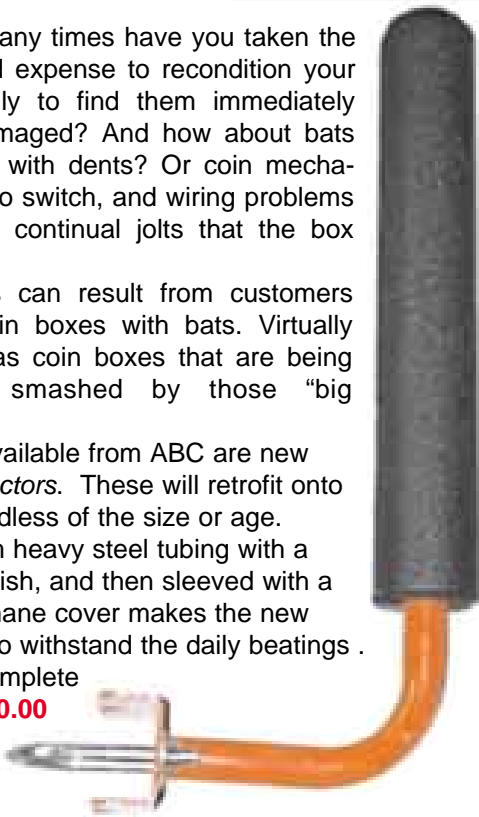 any times have you taken the
expense to recondition your
ly to find them immediately
maged? And how about bats
with dents? Or coin mecha-
o switch, and wiring problems
continual jolts that the box
can result from customers
in boxes with bats. Virtually
as coin boxes that are being
smashed by those “big
vailable from ABC are new
ctors. These will retrofit onto
dless of the size or age.
n heavy steel tubing with a
ish, and then sleeved with a
hane cover makes the new
o withstand the daily beatings .
mplete
0.00